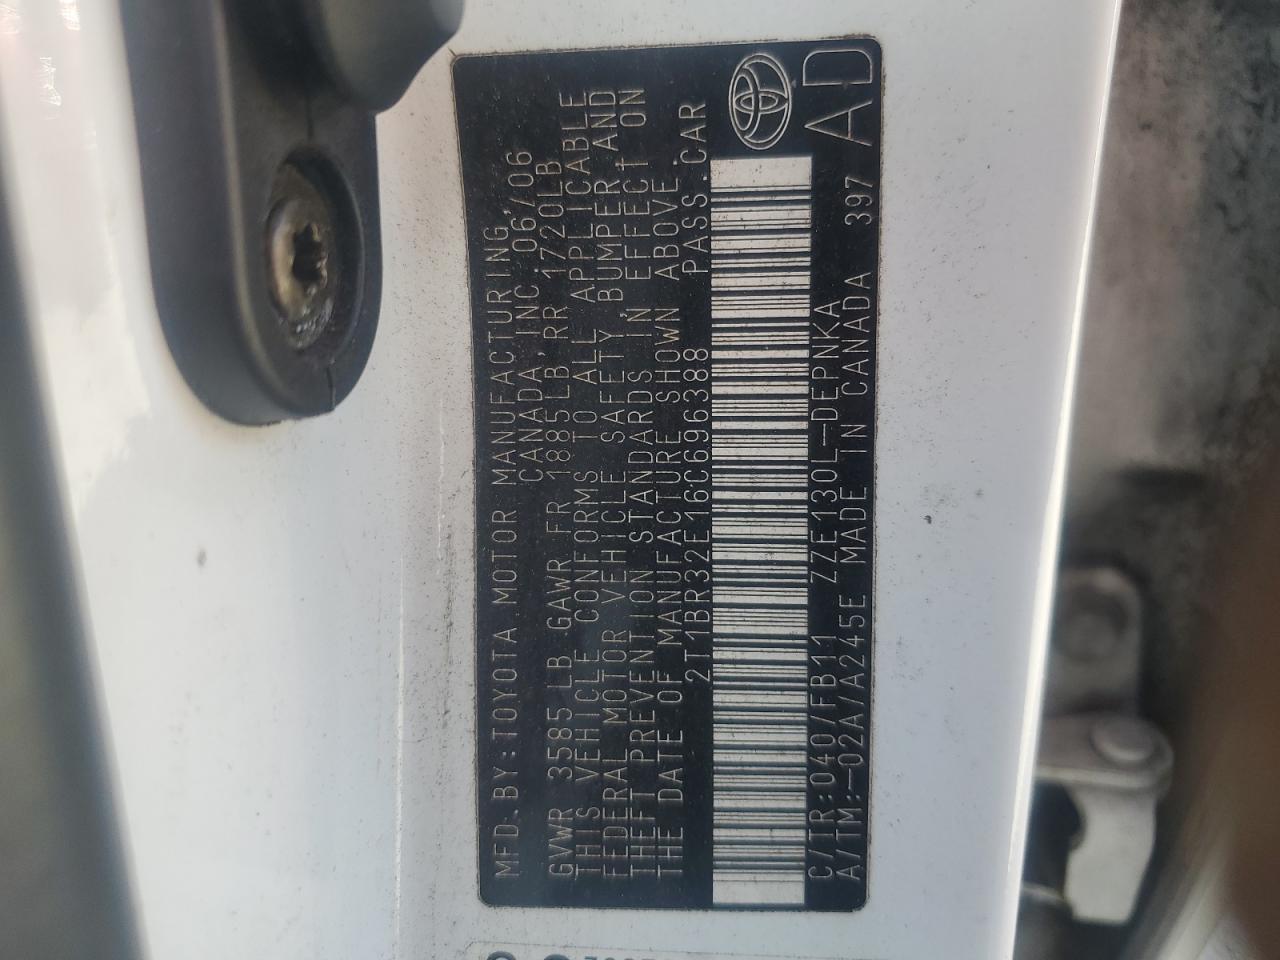 MFD.BY:TOYOTA MOTOR MANUFACTURING,
CANADA,INC.06/06
GVWR 3585LB GAWR FR 1885LB,RR 1720LB
THIS VEHICLE CONFORMS TO ALL APPLICABLE
FEDERAL MOTOR VEHICLE SAFETY,BUMPER,AND
THEFT PREVENTION STANDARDS IN EFFECT ON
THE DATE OF MANUFACTURE SHOWN ABOVE.
2T1BR32E16C696388 PASS.CAR
C/TR:040/FB11 ZZE130L-DEPNKA
A/TM:-02A/A245E MADE IN CANADA 397 AD